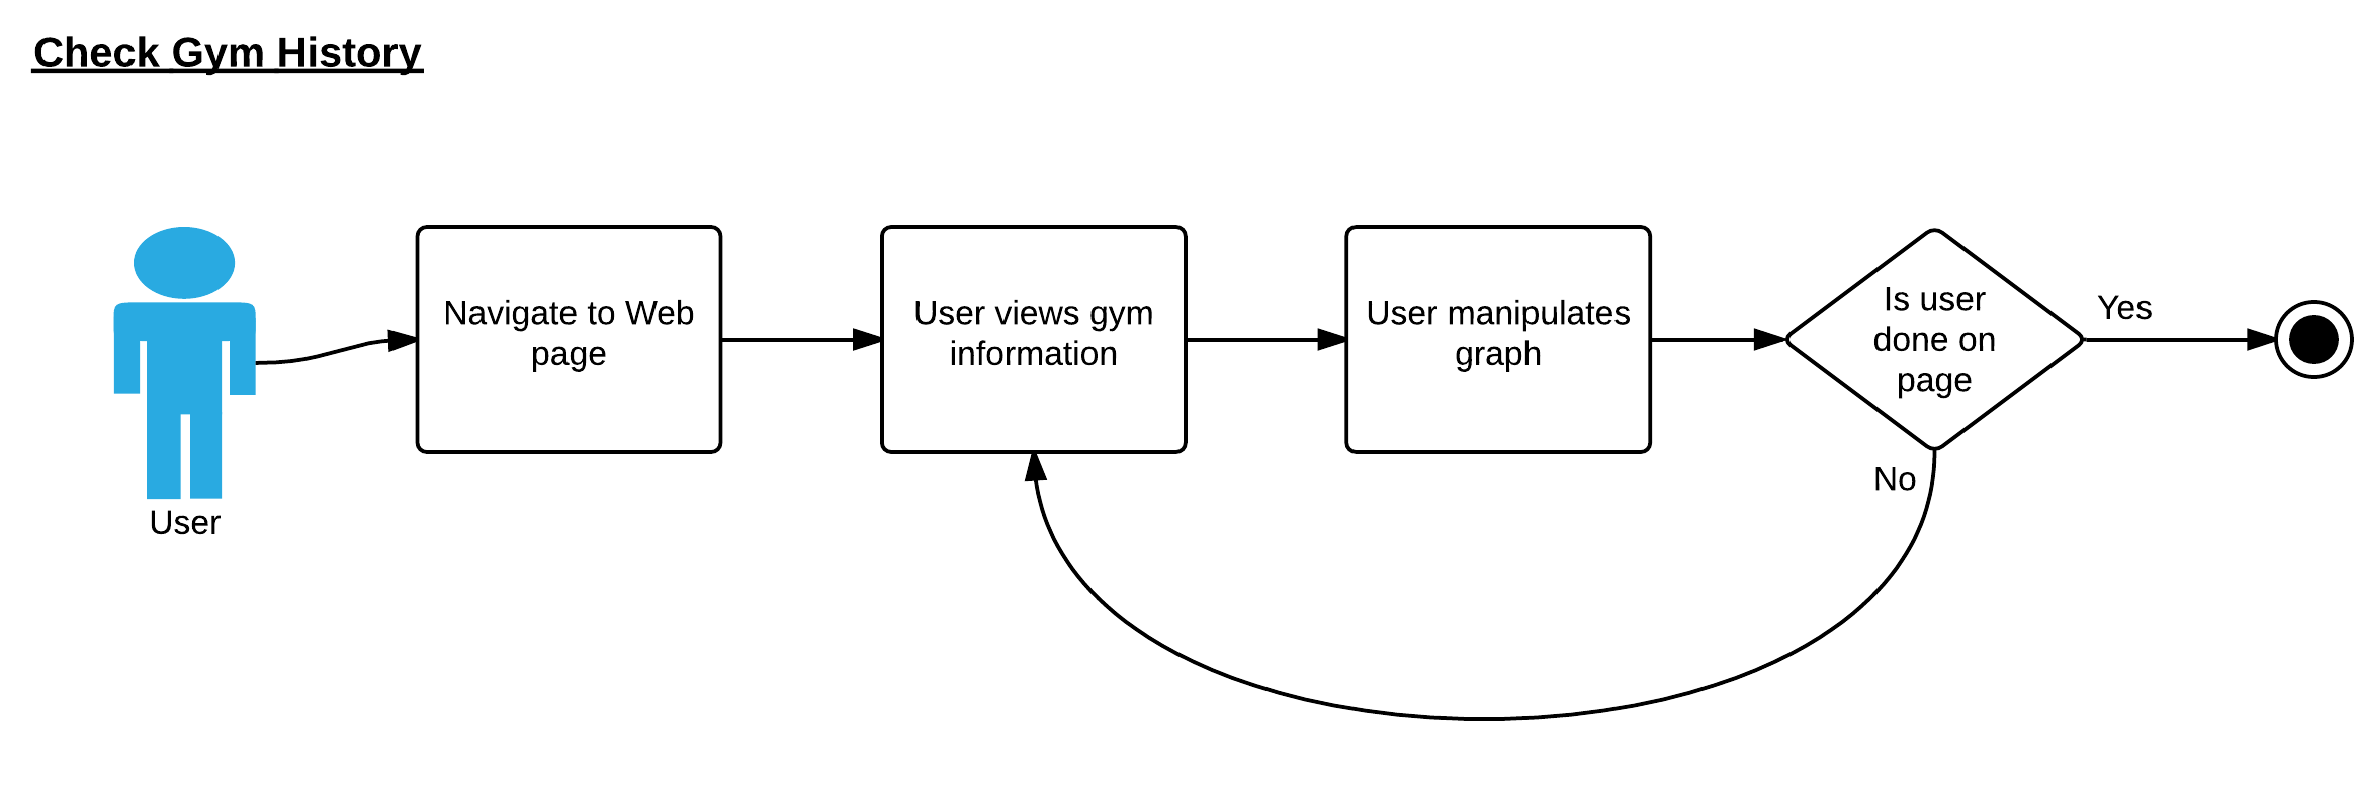 Check Gym History
Navigate to Web
page
User views gym
information
User manipulates
graph
Is user
done on
page
Yes
No
User